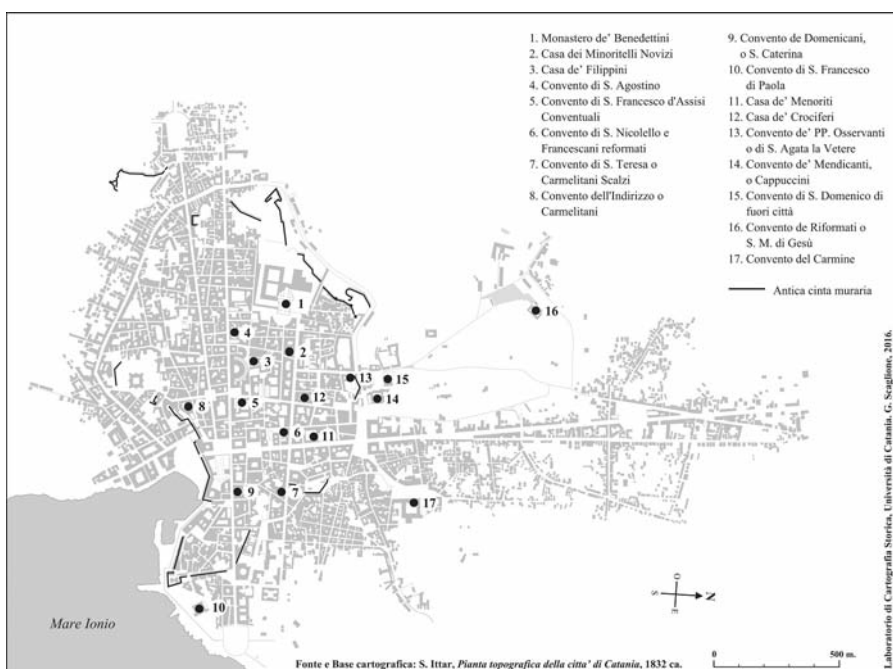 1. Monastero de' Benedettini
2. Casa dei Minoritelli Novizi
3. Casa de' Filippini
4. Convento di S. Agostino
5. Convento di S. Francesco d'Assisi
Conventuali
6. Convento di S. Nicolello e
Francescani reformati
7. Convento di S. Teresa o
Carmelitani Scalzi
8. Convento dell'Indirizzo o
Carmelitani
9. Convento de Domenicani,
o S. Caterina
10. Convento di S. Francesco
di Paola
11. Casa de' Menoriti
12. Casa de' Crociferi
13. Convento de' PP. Osservanti
o di S. Agata la Vetere
14. Convento de' Mendicanti,
o Cappuccini
15. Convento di S. Domenico di
fuori città
16. Convento de Riformati o
S. M. di Gesù
17. Convento del Carmine
Antica cinta muraria
1
16
4
2
3
13
15
12
14
5
8
6
11
9
7
17
10
O
S
N
E
Mare Ionio
0
500 m.
Fonte e Base cartografica: S. Ittar, Pianta topografica della citta' di Catania, 1832 ca.
Laboratorio di Cartografia Storica, Università di Catania, G. Scaglione, 2016.